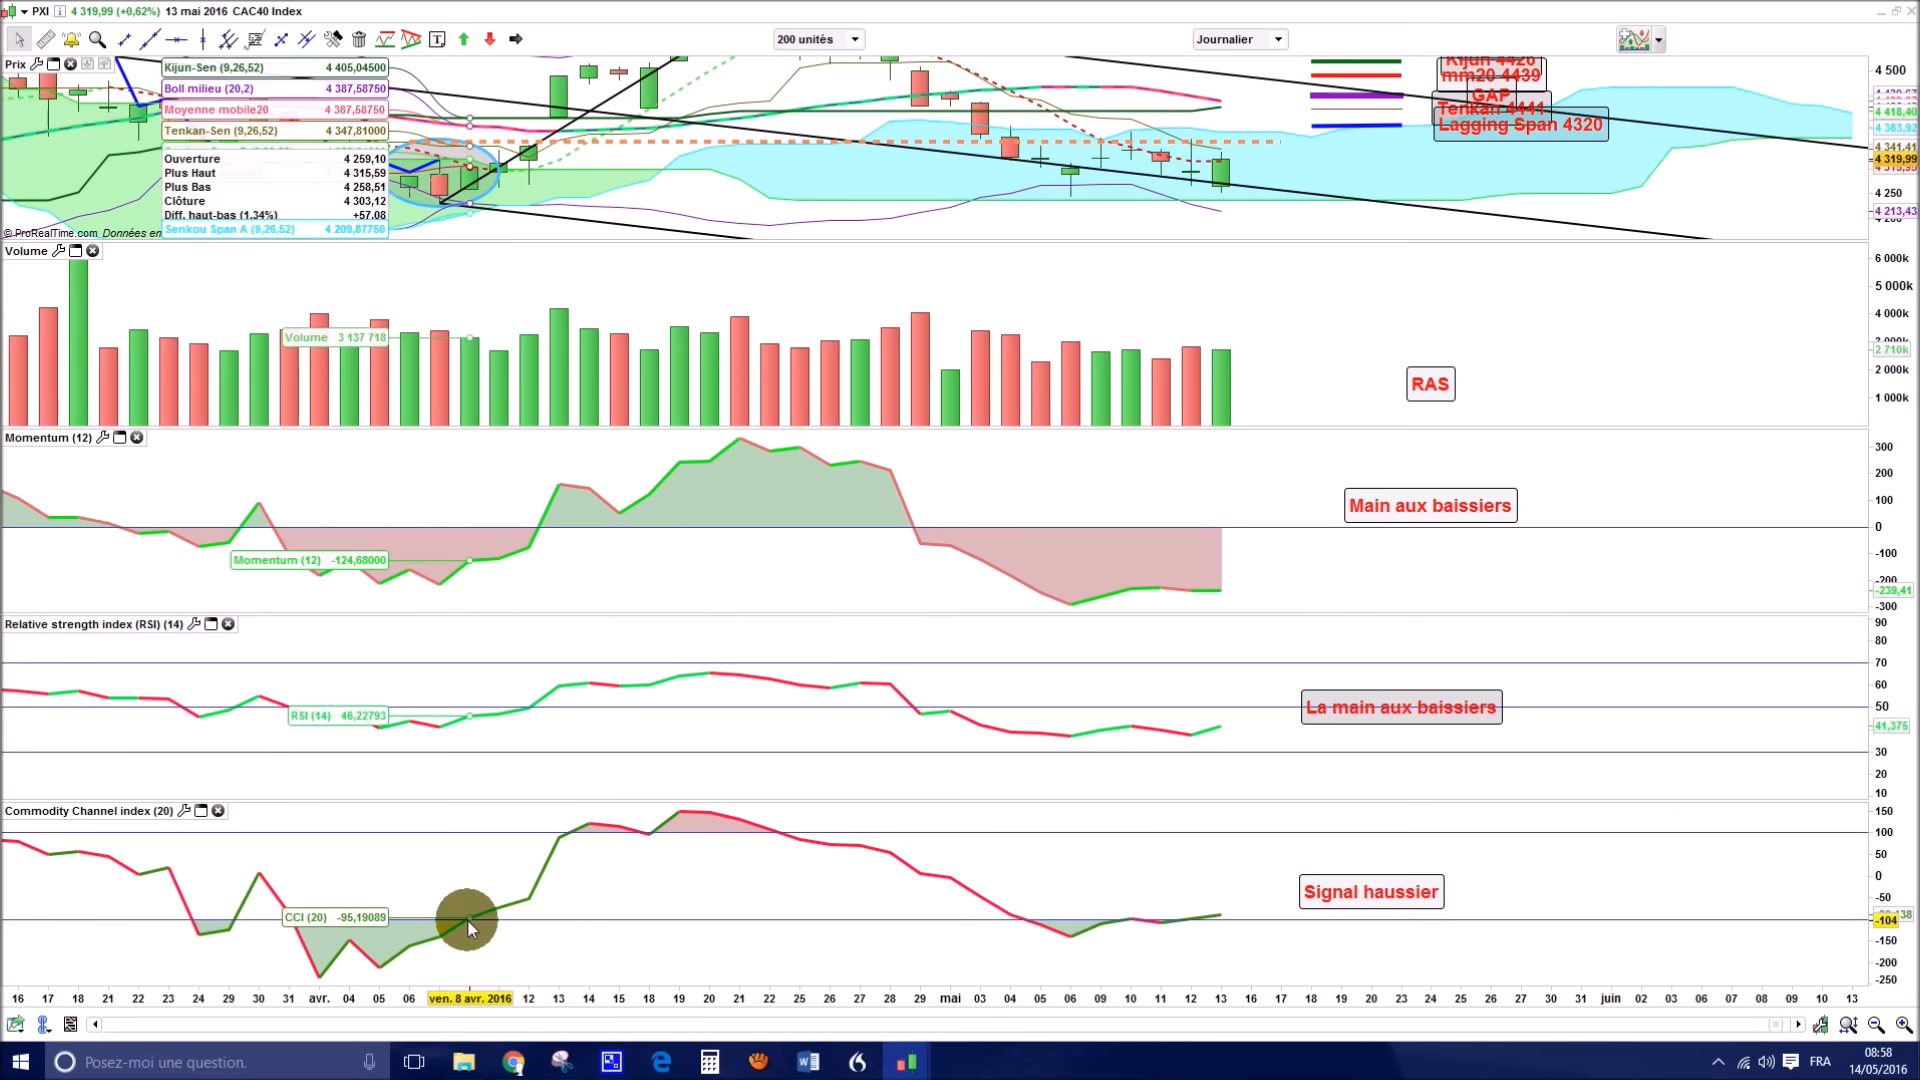 PXI 4 319,99 (+0,62%) 13 mai 2016 CAC40 Index
200 unités
Journalier
Prix
Kijun-Sen (9,26,52) 4 405,04500
Boll milieu (20,2) 4 387,58750
Moyenne mobile20 4 387,58750
Tenkan-Sen (9,26,52) 4 347,81000
Ouverture 4 259,10
Plus Haut 4 315,59
Plus Bas 4 258,51
Clôture 4 303,12
Diff. haut-bas (1,34%) +57,08
Senkou Span A (9,26,52) 4 209,87750
© ProRealTime.com Données en
Kijun 4426
mm20 4439
GAP
Tenkan 4441
Lagging Span 4320
4 500
4 418,40
4 383,92
4 341,41
4 319,99
4 315,95
4 250
4 213,43
Volume
Volume 3 137 718
RAS
6 000k
5 000k
4 000k
3 000k
2 710k
2 000k
1 000k
Momentum (12)
Momentum (12) -124,68000
Main aux baissiers
300
200
100
0
-100
-200
-239,41
-300
Relative strength index (RSI) (14)
RSI (14) 46,22793
La main aux baissiers
90
80
70
60
50
41,375
30
20
10
Commodity Channel index (20)
CCI (20) -95,19089
Signal haussier
150
100
50
0
-50
-104
-150
-200
-250
16 17 18 21 22 23 24 29 30 31 avr. 04 05 06 ven. 8 avr. 2016 12 13 14 15 18 19 20 21 22 25 26 27 28 29 mai 03 04 05 06 09 10 11 12 13 16 17 18 19 20 23 24 25 26 27 30 31 juin 02 03 06 07 08 09 10 13
Posez-moi une question.
FRA
08:58
14/05/2016